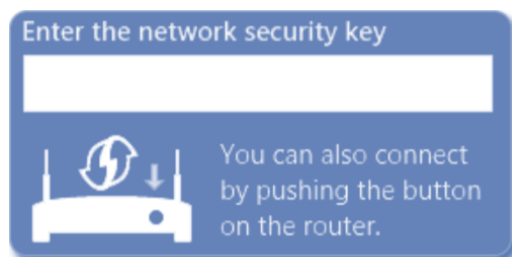 Enter the network security key
You can also connect
by pushing the button
on the router.